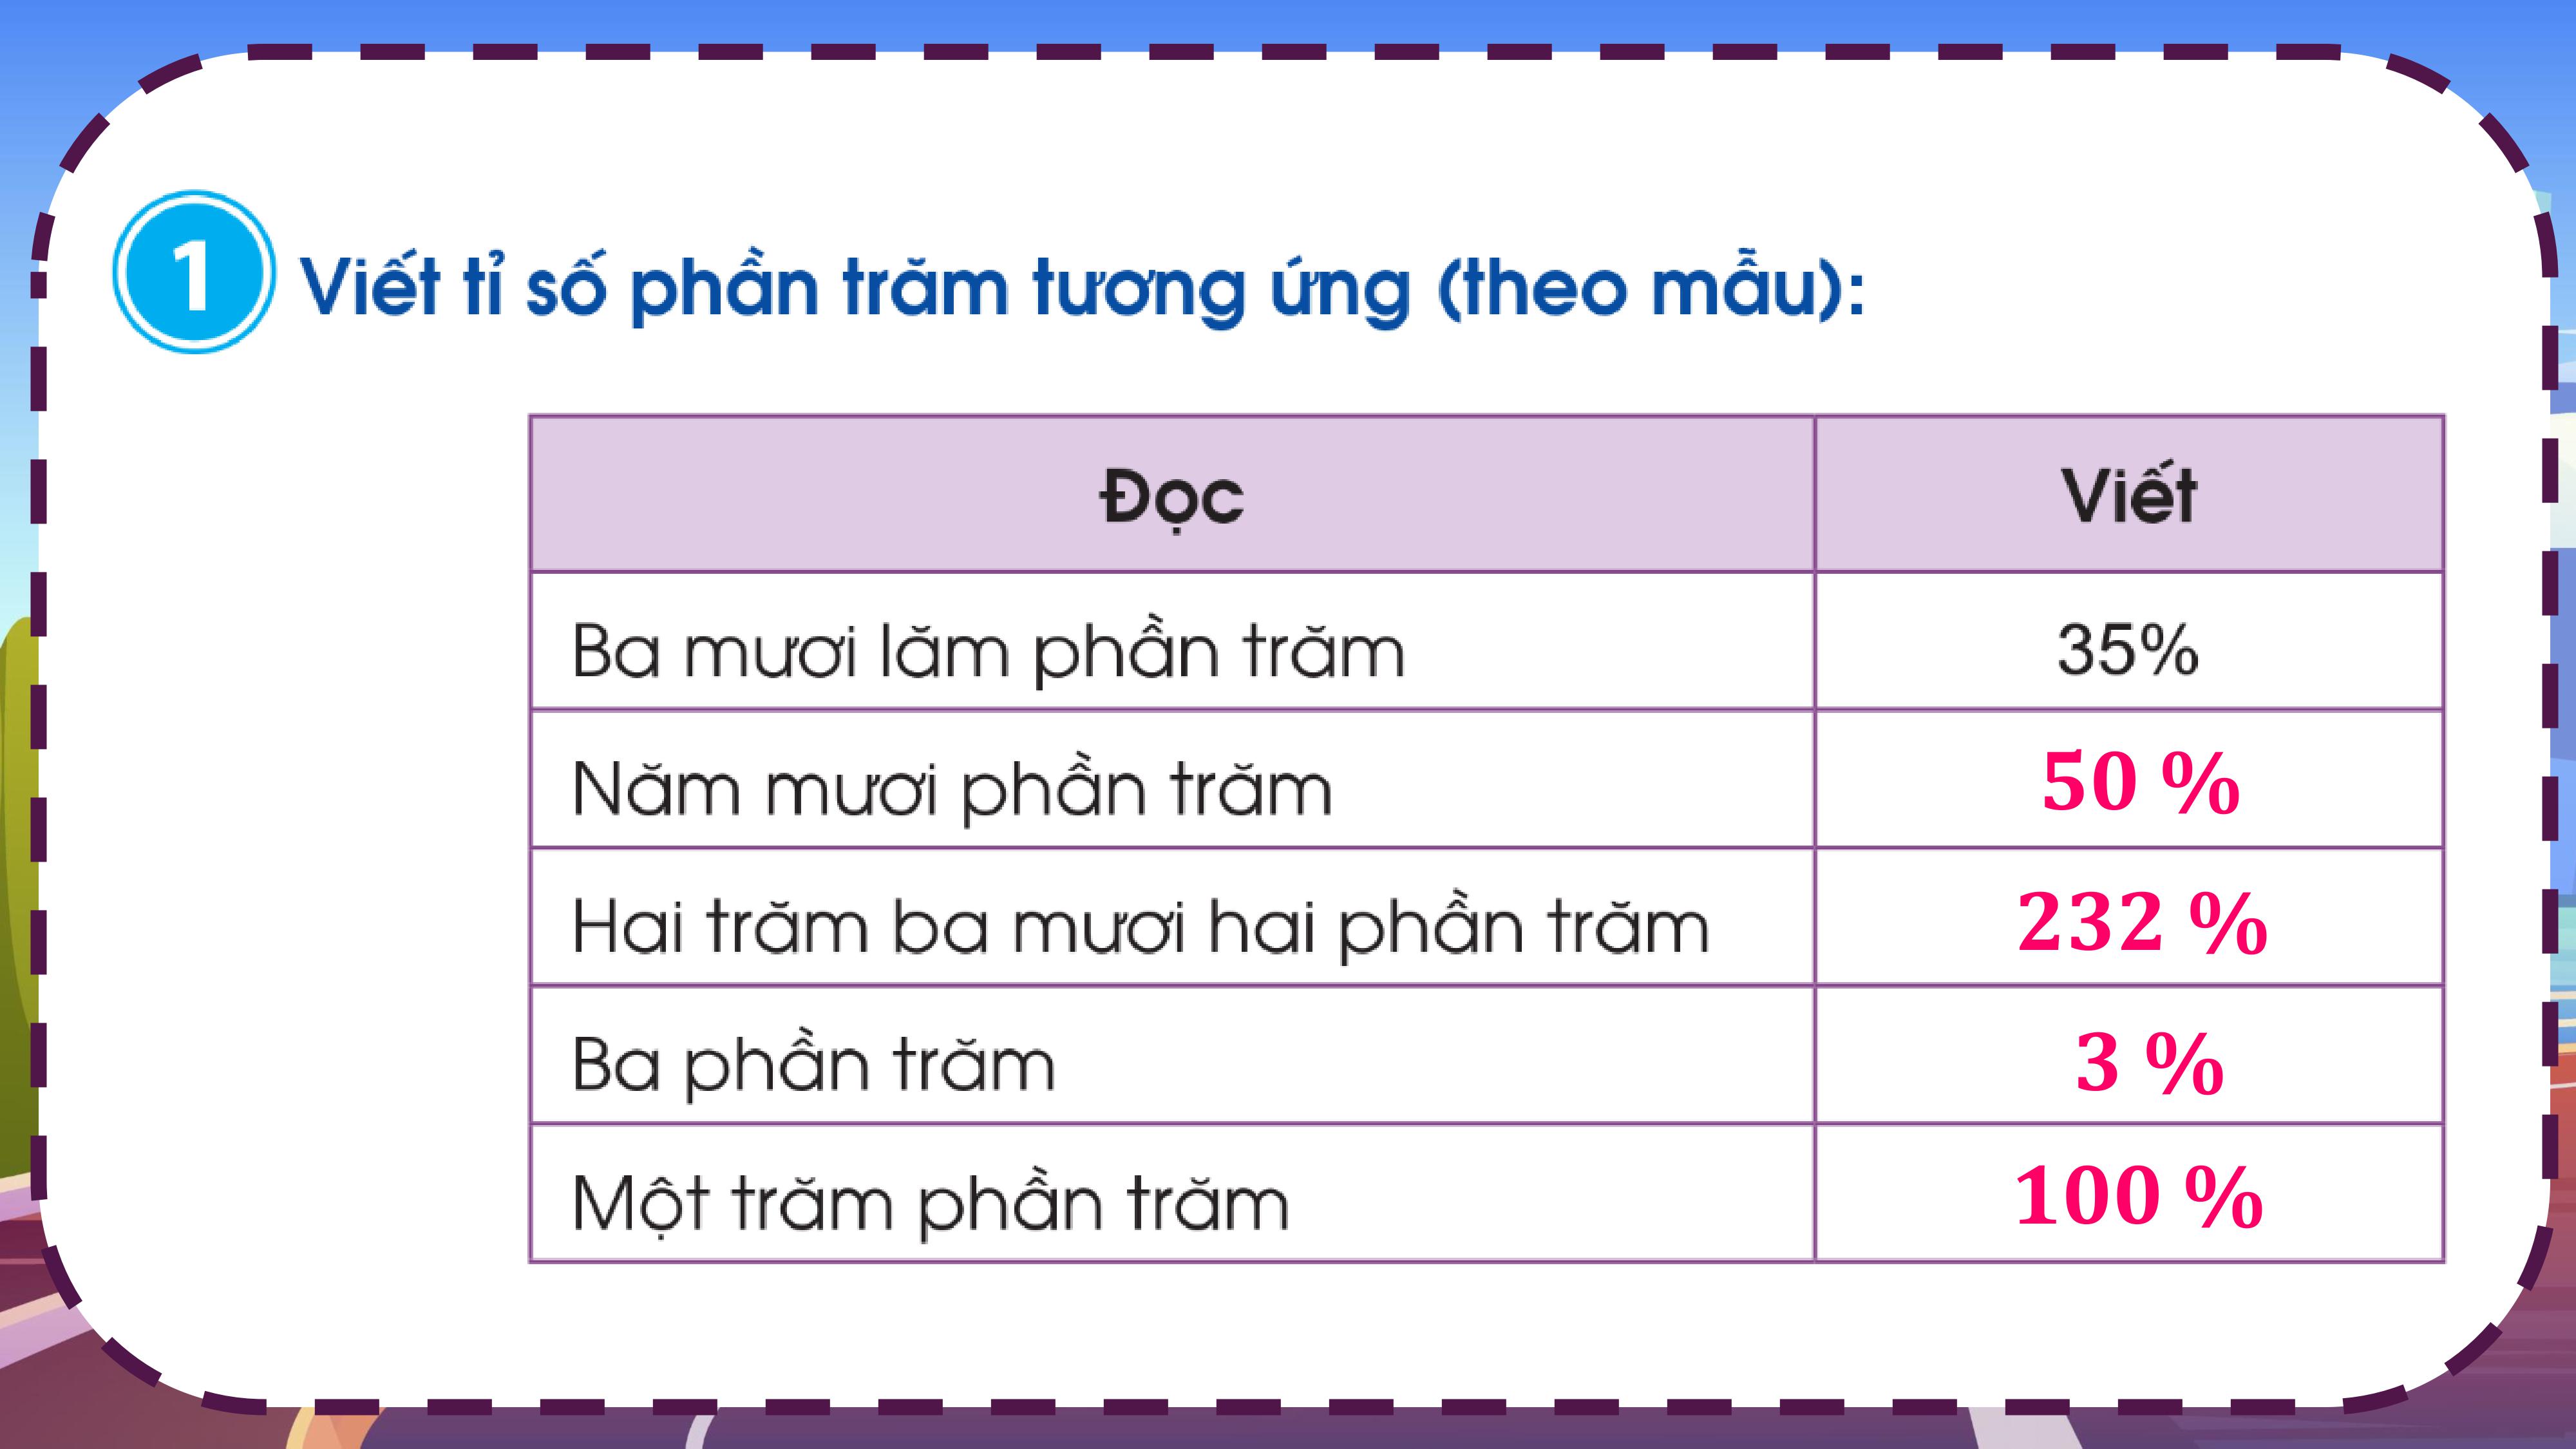 1 Viết tỉ số phần trăm tương ứng (theo mẫu):
Đọc Viết
Ba mươi lăm phần trăm 35%
Năm mươi phần trăm 50 %
Hai trăm ba mươi hai phần trăm 232 %
Ba phần trăm 3 %
Một trăm phần trăm 100 %